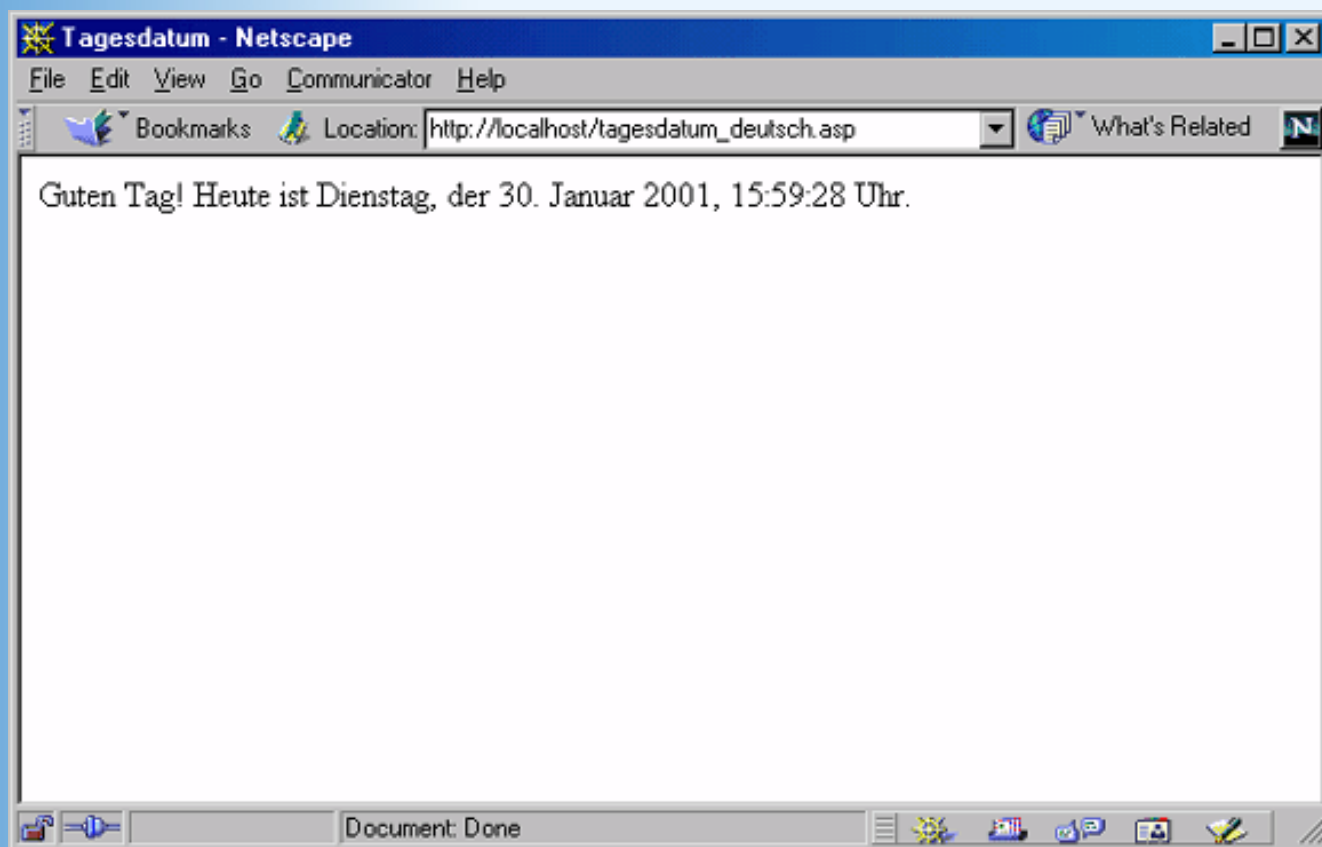 Tagesdatum - Netscape
File Edit View Go Communicator Help
Bookmarks Location: http://localhost/tagesdatum_deutsch.asp What's Related N
Guten Tag! Heute ist Dienstag, der 30. Januar 2001, 15:59:28 Uhr.
Document: Done